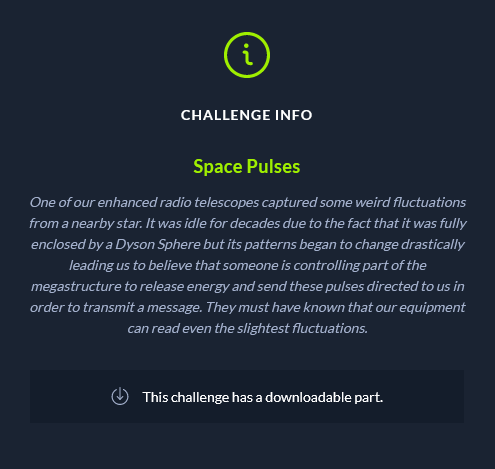 CHALLENGE INFO
Space Pulses
One of our enhanced radio telescopes captured some weird fluctuations
from a nearby star. It was idle for decades due to the fact that it was fully
enclosed by a Dyson Sphere but its patterns began to change drastically
leading us to believe that someone is controlling part of the
megastructure to release energy and send these pulses directed to us in
order to transmit a message. They must have known that our equipment
can read even the slightest fluctuations.
This challenge has a downloadable part.